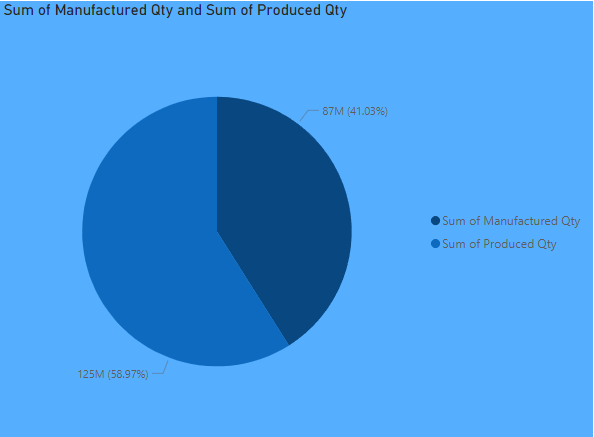 Sum of Manufactured Qty and Sum of Produced Qty
87M (41.03%)
Sum of Manufactured Qty
Sum of Produced Qty
125M (58.97%)